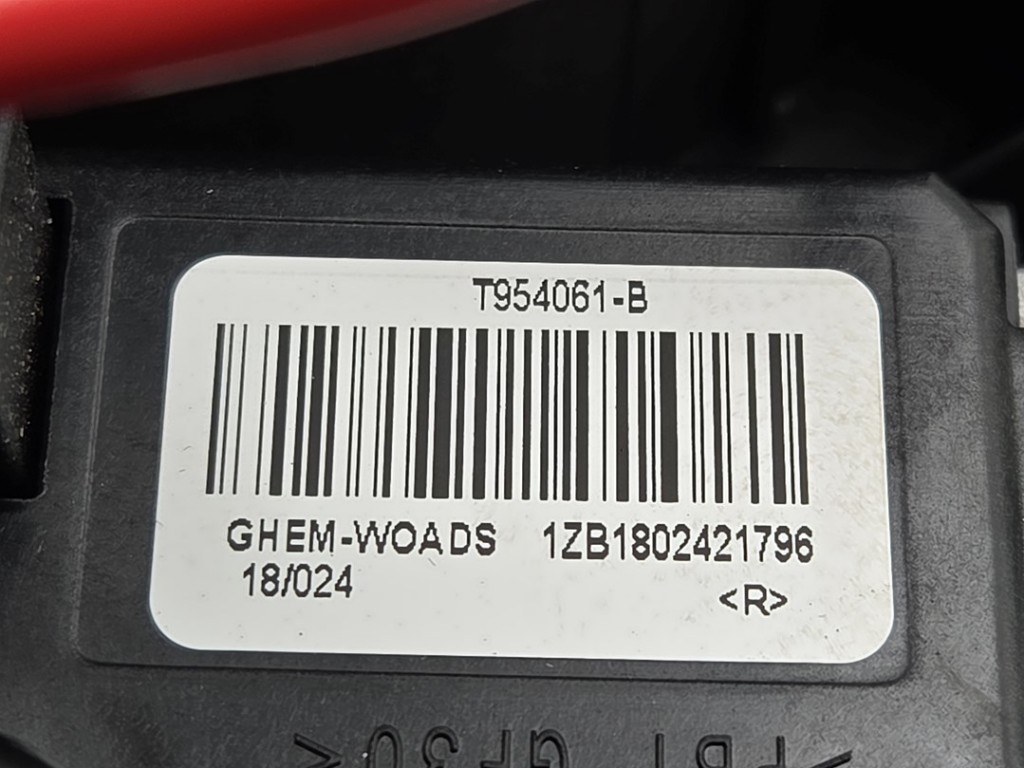 T954061-B
GHEM-WOADS 1ZB1802421796
18/024 <R>